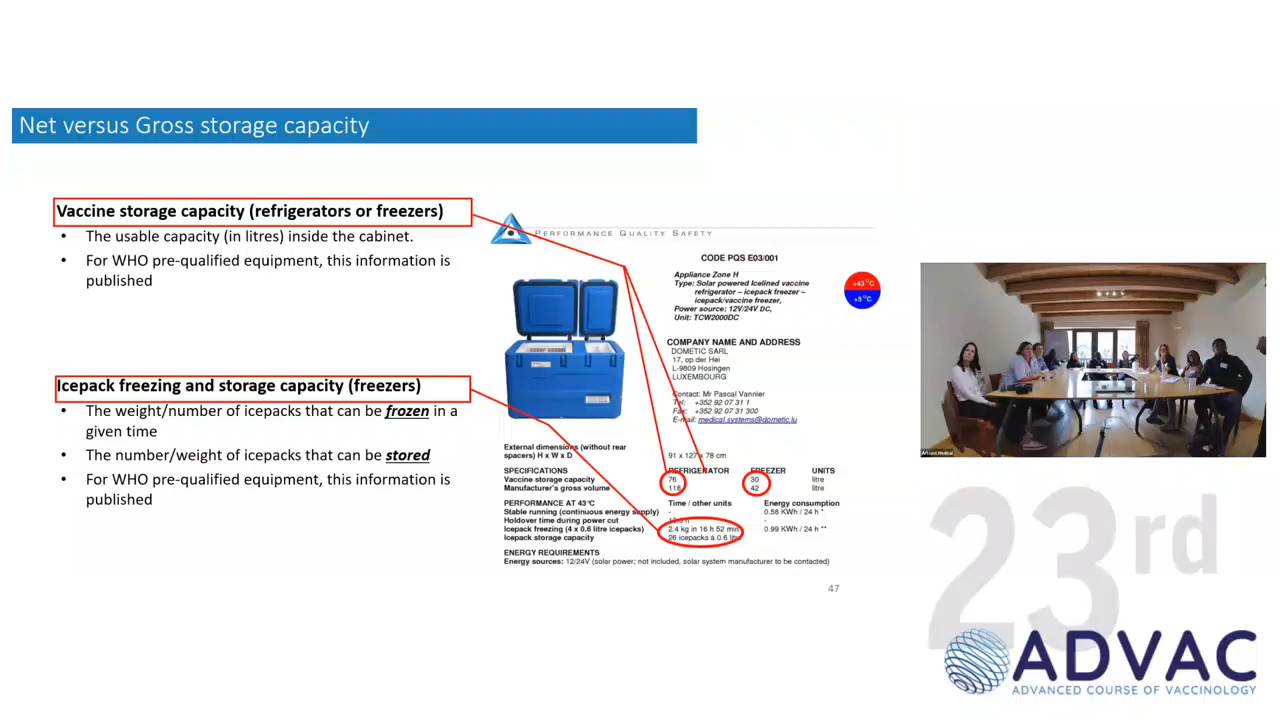 Net versus Gross storage capacity
Vaccine storage capacity (refrigerators or freezers)
• The usable capacity (in litres) inside the cabinet.
• For WHO pre-qualified equipment, this information is
published
Icepack freezing and storage capacity (freezers)
• The weight/number of icepacks that can be frozen in a
given time
• The number/weight of icepacks that can be stored
• For WHO pre-qualified equipment, this information is
published
PERFORMANCE QUALITY SAFETY
CODE PQS E03/001
Appliance Zone H
Type: Solar powered Icelined vaccine
refrigerator – icepack freezer –
icepack/vaccine freezer,
Power source: 12V/24V DC,
Unit: TCW2000DC
+43 °C
+5°C
COMPANY NAME AND ADDRESS
DOMETIC SARL
17, op der Hei
L-9809 Hosingen
LUXEMBOURG
Contact: Mr Pascal Vannier
Tel: +352 92 07 31 1
Fax: +352 92 07 31 300
E-mail: medical.systems@dometic.lu
External dimensions (without rear
spacers) H x W x D 91 x 127 x 78 cm
SPECIFICATIONS REFRIGERATOR FREEZER UNITS
Vaccine storage capacity 76 30 litre
Manufacturer's gross volume 118 42 litre
PERFORMANCE AT 43°C Time / other units Energy consumption
Stable running (continuous energy supply) - 0.58 KWh / 24 h *
Holdover time during power cut -
Icepack freezing (4 x 0.6 litre icepacks) 2.4 kg in 16 h 52 min 0.99 KWh / 24 h **
Icepack storage capacity 26 icepacks à 0.6 litre
ENERGY REQUIREMENTS
Energy sources: 12/24V (solar power; not included, solar system manufacturer to be contacted)
47
23rd
ADVAC
ADVANCED COURSE OF VACCINOLOGY